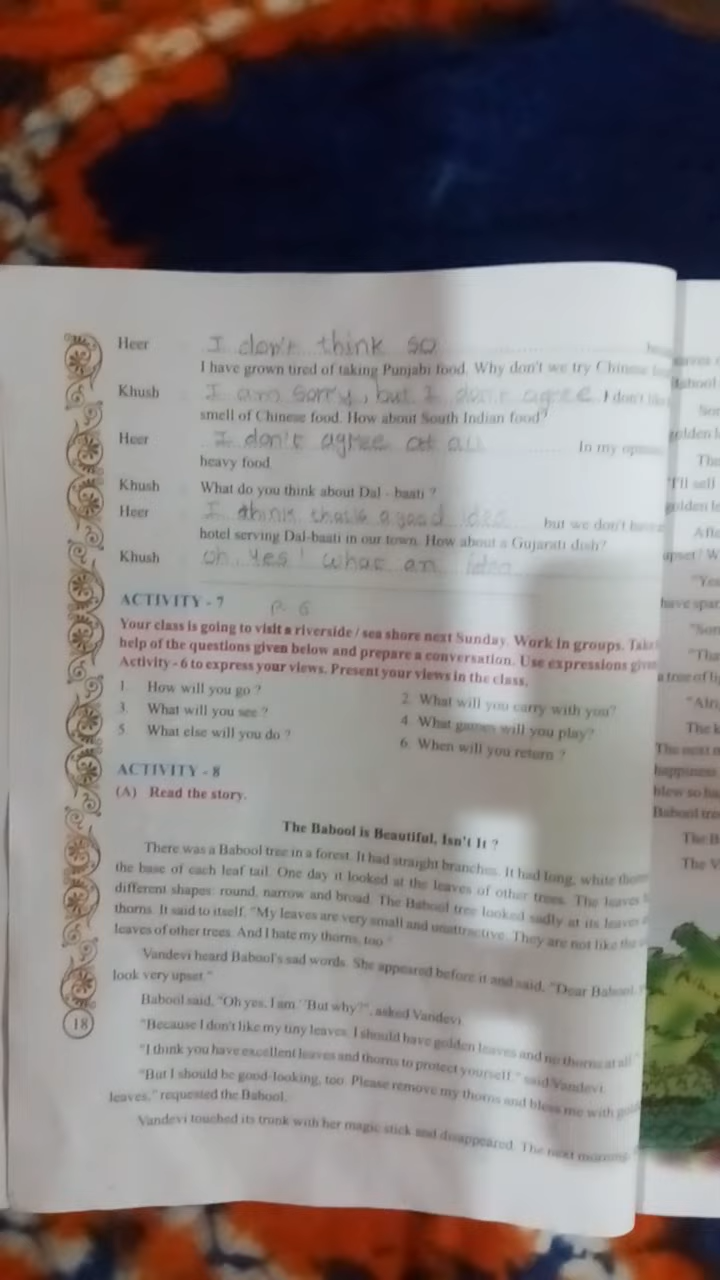 Heer I don't think so
I have grown tired of taking Punjabi food. Why don't we try Chinese
Khush I am sorry, but I don't agree I don't
smell of Chinese food. How about South Indian food?
Heer I don't agree at all In my
heavy food
Khush What do you think about Dal - baati ?
Heer I think that's a good idea but we don't have
hotel serving Dal-baati in our town. How about a Gujarati dish?
Khush Oh, Yes! What an
ACTIVITY - 7 P. 6
Your class is going to visit a riverside / sea shore next Sunday. Work in groups. Take
help of the questions given below and prepare a conversation. Use expressions given
Activity - 6 to express your views. Present your views in the class.
1. How will you go ? 2. What will you carry with you?
3. What will you see ? 4. What games will you play?
5. What else will you do ? 6. When will you return ?
ACTIVITY - 8
(A) Read the story.
The Babool is Beautiful, Isn't It ?
There was a Babool tree in a forest. It had straight branches. It had long, white
the base of each leaf tail. One day it looked at the leaves of other trees. The leaves
different shapes: round, narrow and broad. The Babool tree looked sadly at its leaves
thorns. It said to itself, "My leaves are very small and unattractive. They are not like the
leaves of other trees. And I hate my thorns, too."
Vandevi heard Babool's sad words. She appeared before it and said, "Dear Babool,
look very upset."
Babool said, "Oh yes, I am." "But why?", asked Vandevi.
"Because I don't like my tiny leaves. I should have golden leaves and no thorns at all."
"I think you have excellent leaves and thorns to protect yourself," said Vandevi.
"But I should be good-looking, too. Please remove my thorns and bless me with
leaves," requested the Babool.
Vandevi touched its trunk with her magic stick and disappeared. The next morning,
18